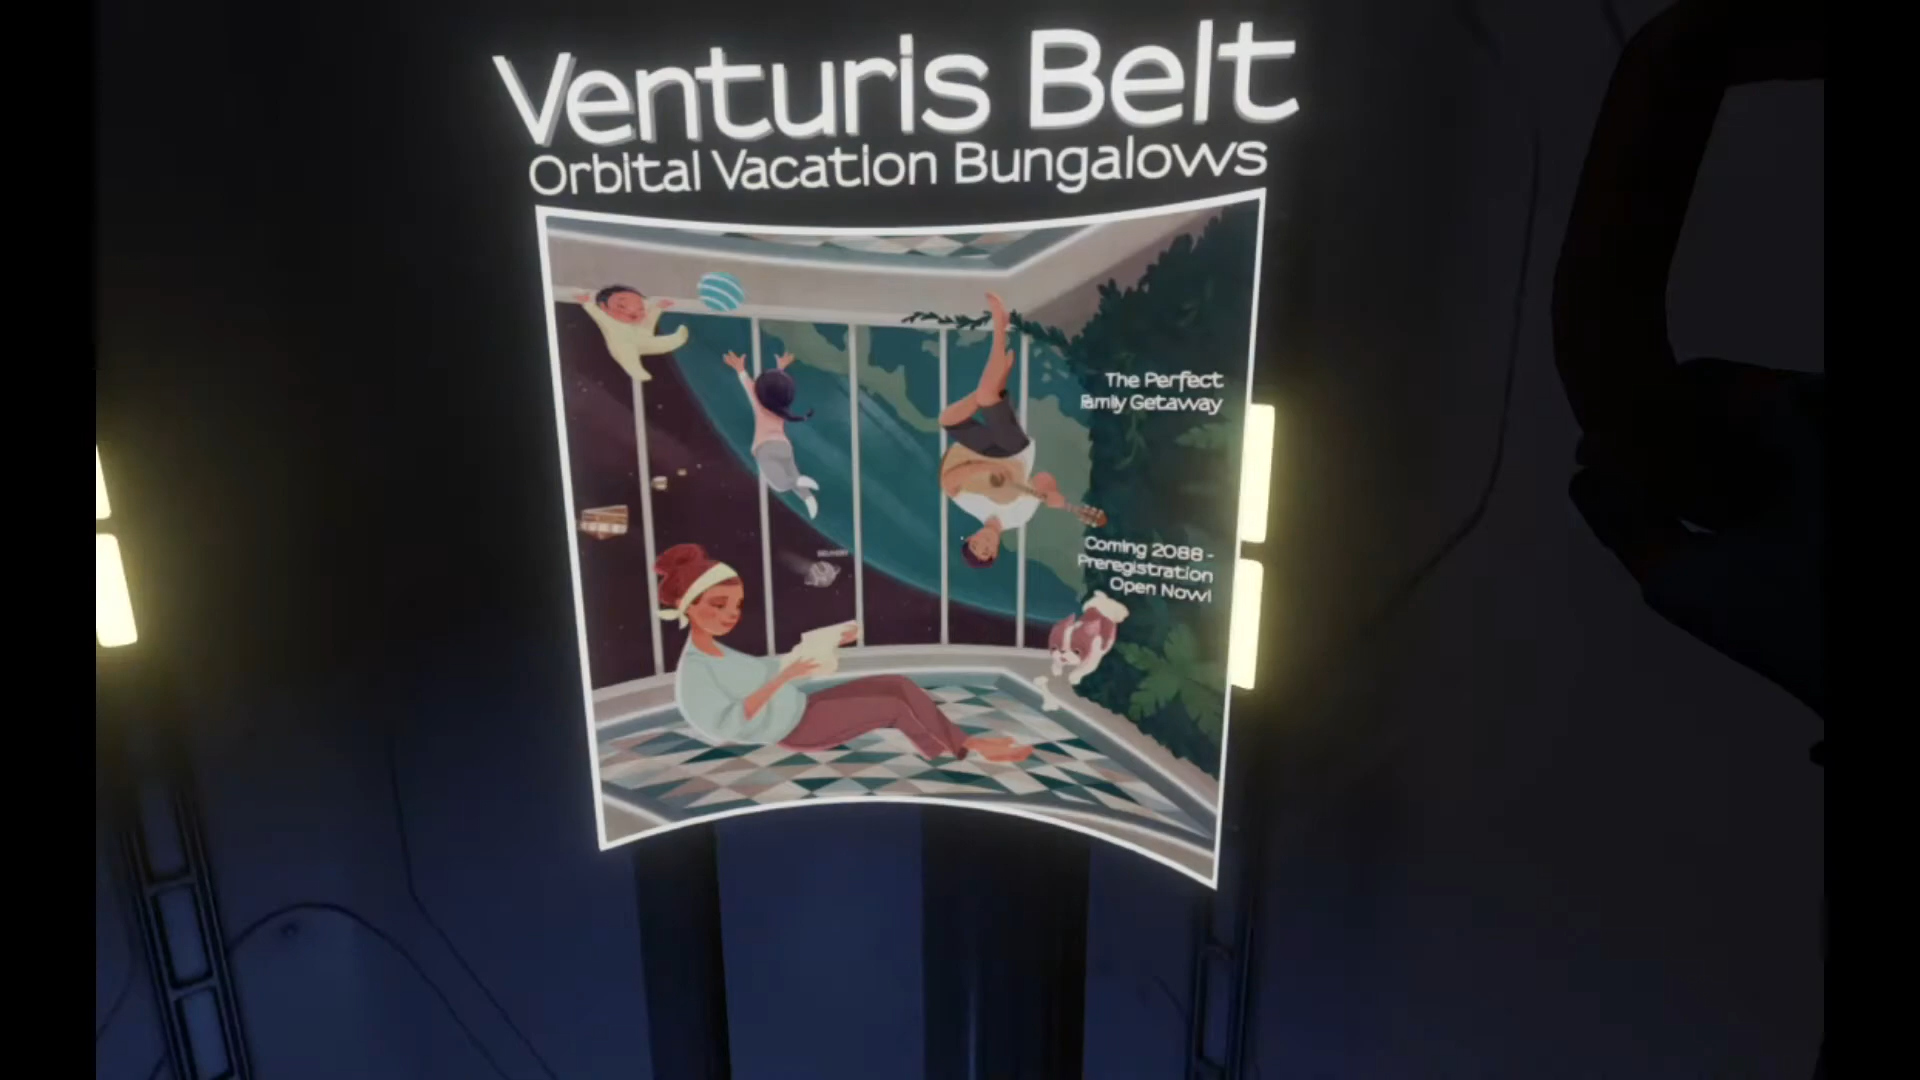 Venturis Belt
Orbital Vacation Bungalows
The Perfect
Family Getaway
Coming 2088 -
Preregistration
Open Now!